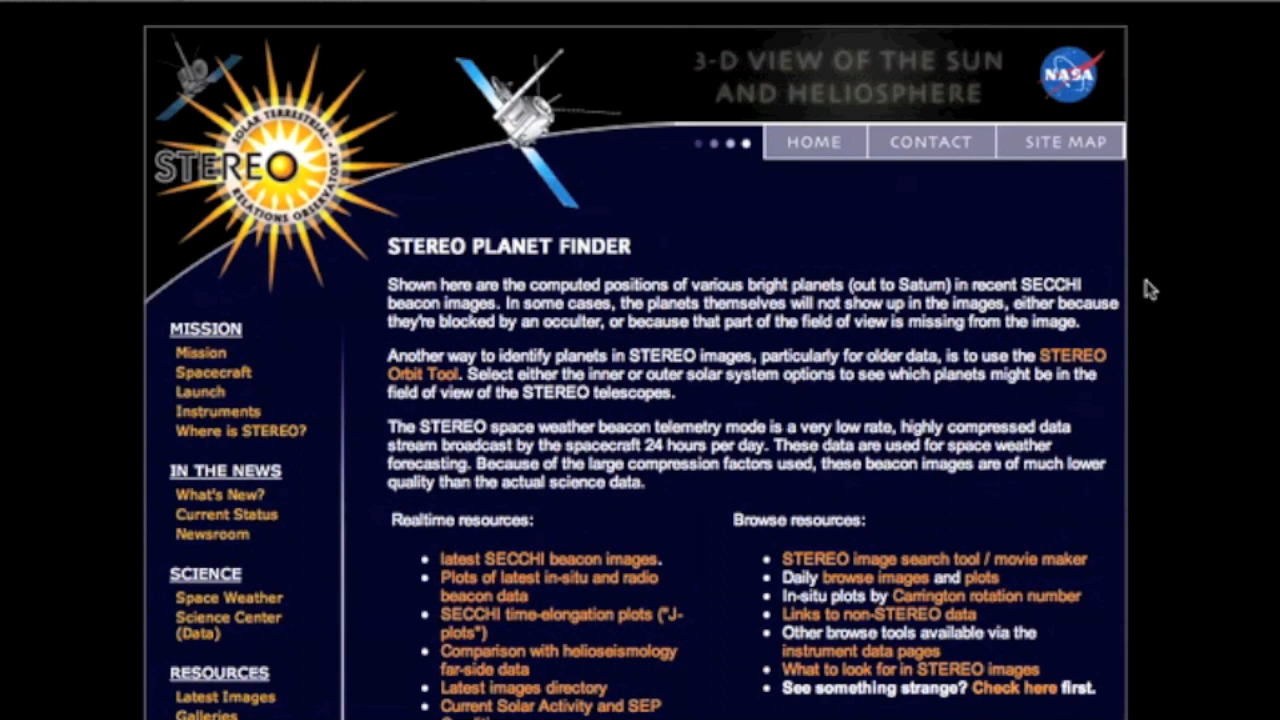 3-D VIEW OF THE SUN
AND HELIOSPHERE
NASA
SOLAR TERRESTRIAL
STEREO
RELATIONS OBSERVATORY
HOME
CONTACT
SITE MAP
STEREO PLANET FINDER
Shown here are the computed positions of various bright planets (out to Saturn) in recent SECCHI
beacon images. In some cases, the planets themselves will not show up in the images, either because
they're blocked by an occulter, or because that part of the field of view is missing from the image.
Another way to identify planets in STEREO images, particularly for older data, is to use the STEREO
Orbit Tool. Select either the inner or outer solar system options to see which planets might be in the
field of view of the STEREO telescopes.
The STEREO space weather beacon telemetry mode is a very low rate, highly compressed data
stream broadcast by the spacecraft 24 hours per day. These data are used for space weather
forecasting. Because of the large compression factors used, these beacon images are of much lower
quality than the actual science data.
MISSION
Mission
Spacecraft
Launch
Instruments
Where is STEREO?
IN THE NEWS
What's New?
Current Status
Newsroom
SCIENCE
Space Weather
Science Center
(Data)
RESOURCES
Latest Images
Galleries
Realtime resources:
latest SECCHI beacon images.
Plots of latest in-situ and radio
beacon data
SECCHI time-elongation plots ("J-
plots")
Comparison with helioseismology
far-side data
Latest images directory
Current Solar Activity and SEP
Browse resources:
STEREO image search tool / movie maker
Daily browse images and plots
In-situ plots by Carrington rotation number
Links to non-STEREO data
Other browse tools available via the
instrument data pages
What to look for in STEREO images
See something strange? Check here first.